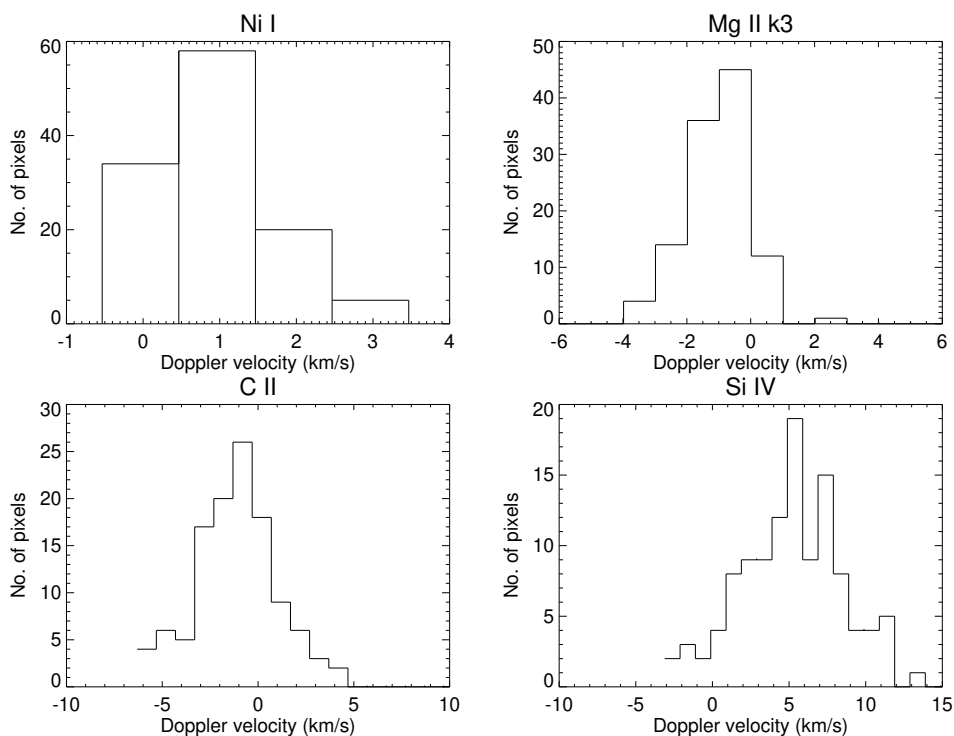 Ni I
60
40
20
0
No. of pixels
-1 0 1 2 3 4
Doppler velocity (km/s)
Mg II k3
50
40
30
20
10
0
No. of pixels
-6 -4 -2 0 2 4 6
Doppler velocity (km/s)
C II
30
25
20
15
10
5
0
No. of pixels
-10 -5 0 5 10
Doppler velocity (km/s)
Si IV
20
15
10
5
0
No. of pixels
-10 -5 0 5 10 15
Doppler velocity (km/s)